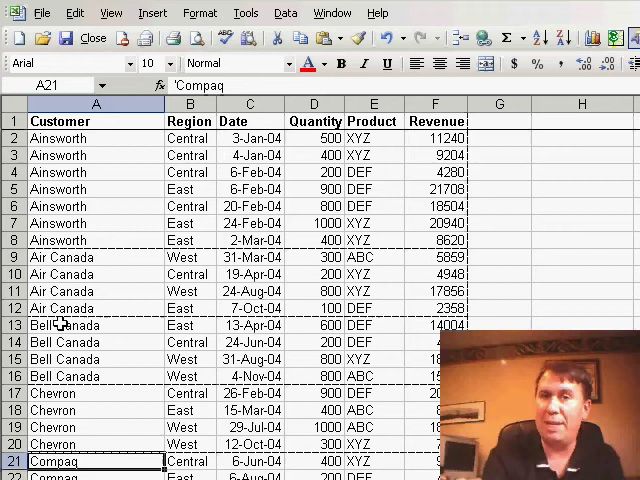 File Edit View Insert Format Tools Data Window Help
Close
Arial 10 Normal A B I U $ % ,
A21 fx 'Compaq
A B C D E F G H
1 Customer Region Date Quantity Product Revenue
2 Ainsworth Central 3-Jan-04 500 XYZ 11240
3 Ainsworth Central 4-Jan-04 400 XYZ 9204
4 Ainsworth Central 6-Feb-04 200 DEF 4280
5 Ainsworth East 6-Feb-04 900 DEF 21708
6 Ainsworth Central 20-Feb-04 800 DEF 18504
7 Ainsworth East 24-Feb-04 1000 XYZ 20940
8 Ainsworth East 2-Mar-04 400 XYZ 8620
9 Air Canada West 31-Mar-04 300 ABC 5859
10 Air Canada Central 19-Apr-04 200 XYZ 4948
11 Air Canada West 24-Aug-04 800 XYZ 17856
12 Air Canada East 7-Oct-04 100 DEF 2358
13 Bell Canada East 13-Apr-04 600 DEF 14004
14 Bell Canada Central 24-Jun-04 200 DEF
15 Bell Canada West 31-Aug-04 800 XYZ
16 Bell Canada West 4-Nov-04 800 ABC
17 Chevron Central 26-Feb-04 900 DEF
18 Chevron East 15-Mar-04 400 ABC
19 Chevron West 29-Jul-04 1000 ABC
20 Chevron West 12-Oct-04 300 XYZ
21 Compaq Central 6-Jun-04 400 XYZ
22 Compaq East 6-Aug-04 200 DEF